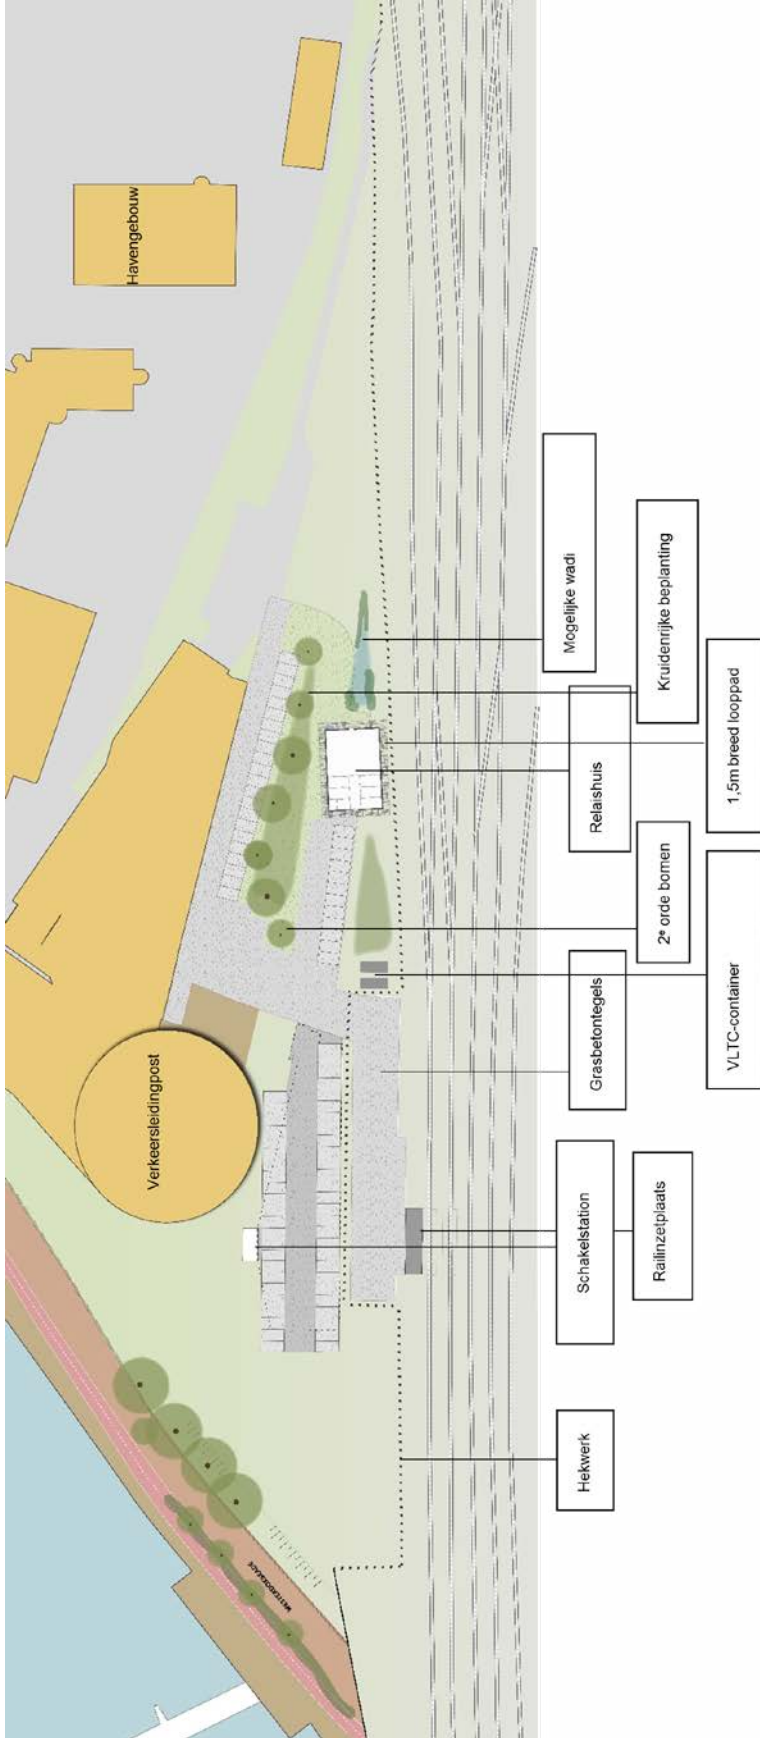 Havengebouw
Verkeersleidingpost
Hekwerk
Schakelstation
Railinzetplaats
Grasbetontegels
VLTC-container
2e orde bomen
Relaishuis
1,5m breed looppad
Kruidenrijke beplanting
Mogelijke wadi